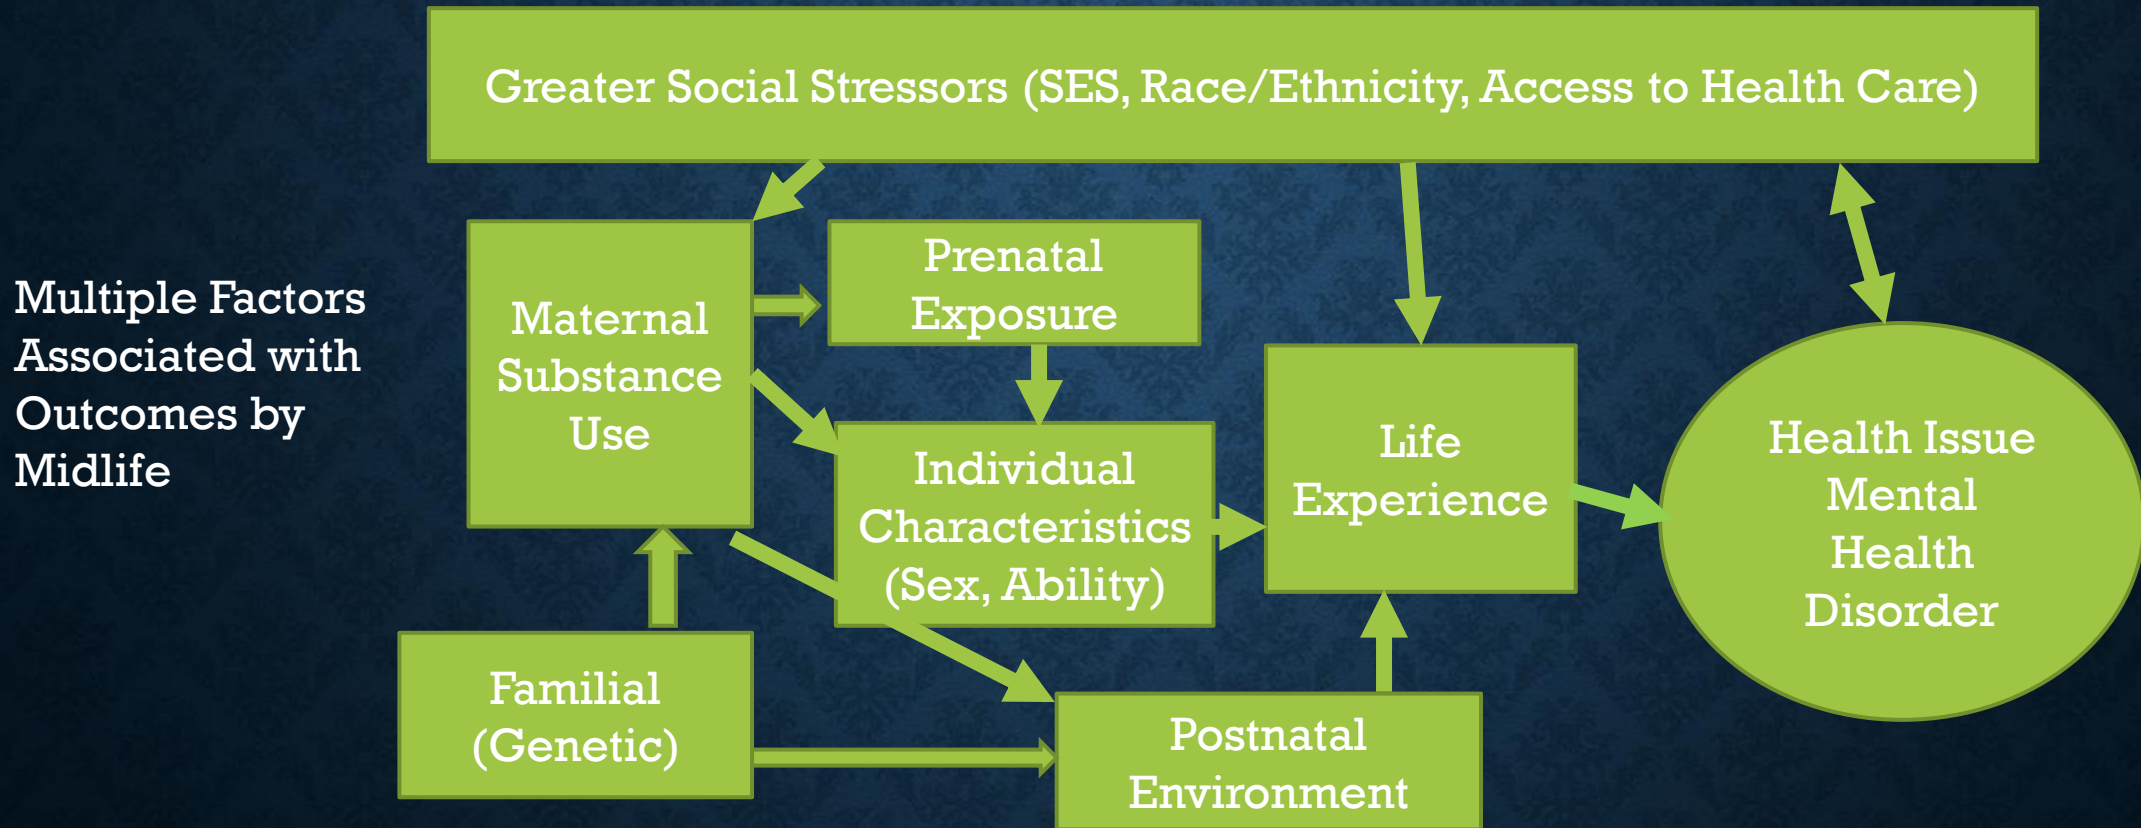 Greater Social Stressors (SES, Race/Ethnicity, Access to Health Care)
Multiple Factors
Associated with
Outcomes by
Midlife
Maternal
Substance
Use
Prenatal
Exposure
Individual
Characteristics
(Sex, Ability)
Life
Experience
Health Issue
Mental
Health
Disorder
Familial
(Genetic)
Postnatal
Environment